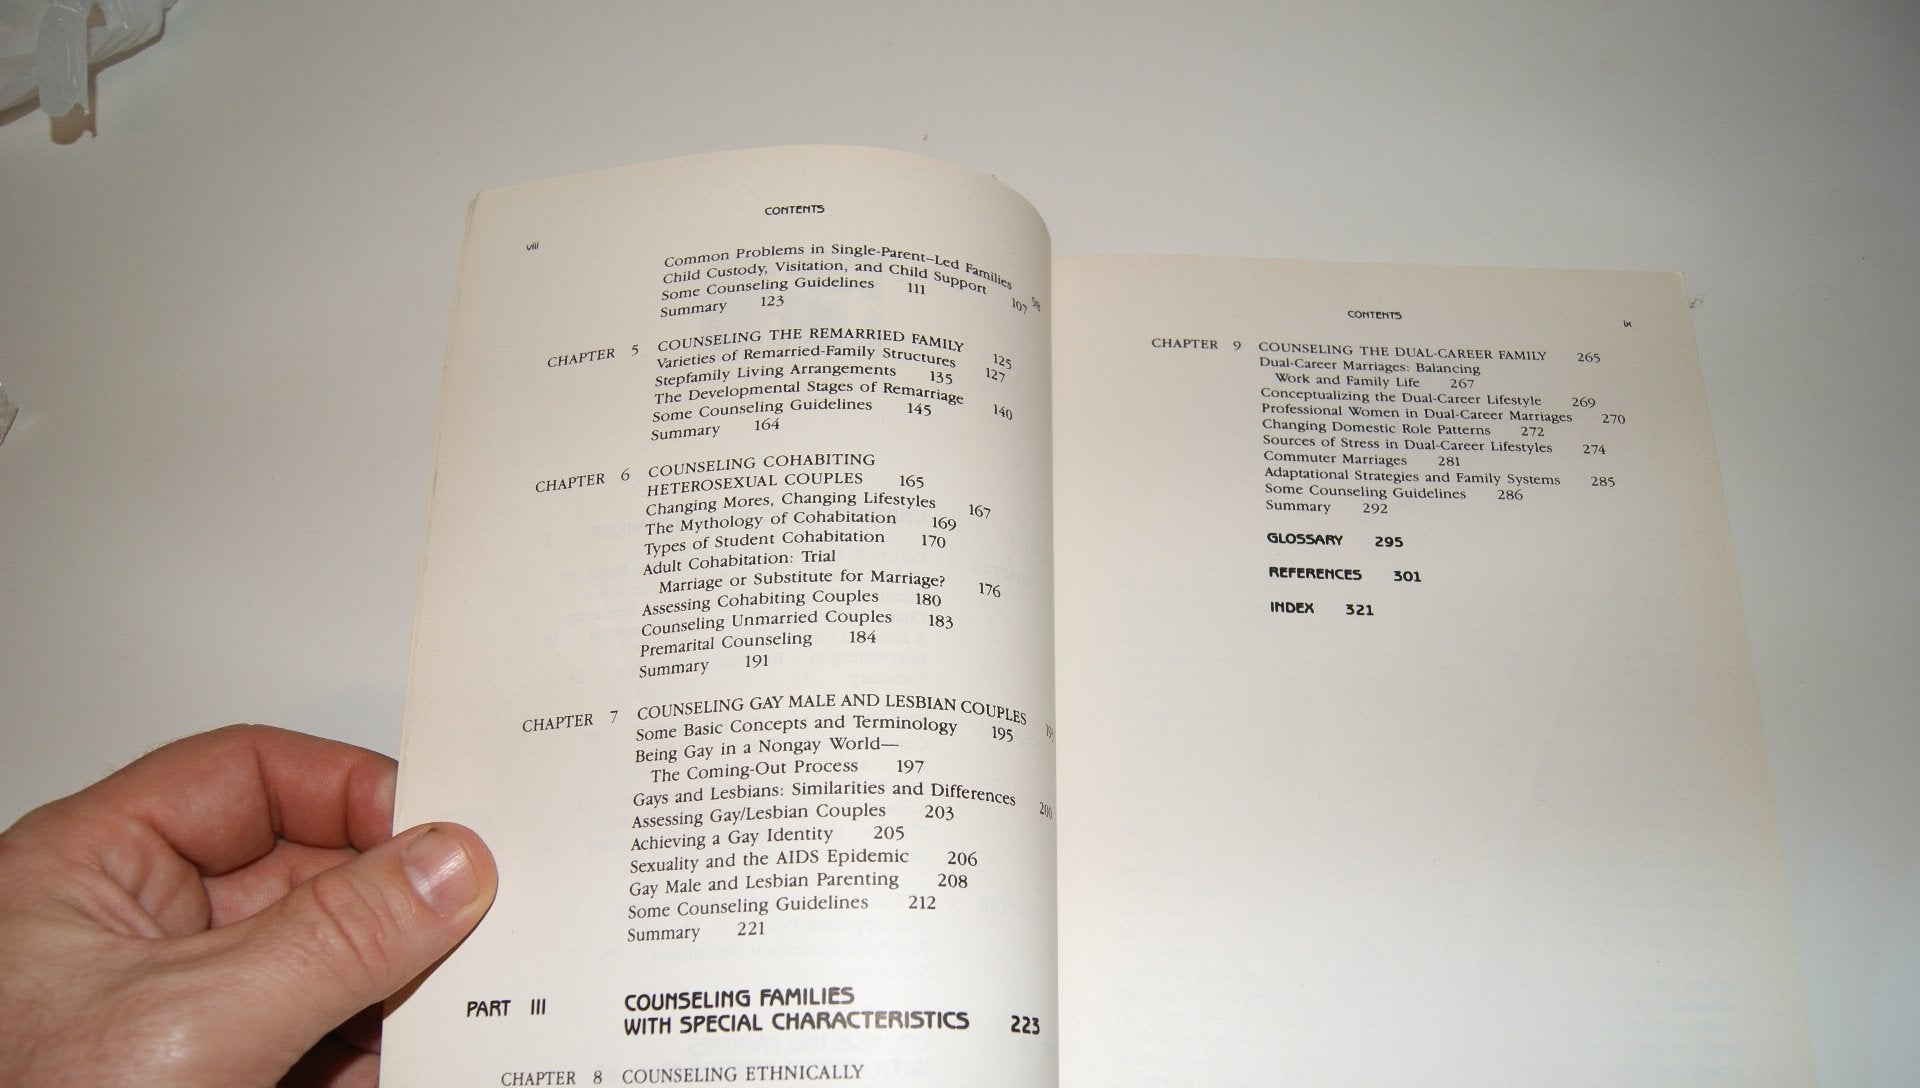 CONTENTS
viii
Common Problems in Single-Parent–Led Families 98
Child Custody, Visitation, and Child Support 107
Some Counseling Guidelines 111
Summary 123
CHAPTER 5 COUNSELING THE REMARRIED FAMILY 125
Varieties of Remarried-Family Structures 127
Stepfamily Living Arrangements 135
The Developmental Stages of Remarriage 140
Some Counseling Guidelines 145
Summary 164
CHAPTER 6 COUNSELING COHABITING
HETEROSEXUAL COUPLES 165
Changing Mores, Changing Lifestyles 167
The Mythology of Cohabitation 169
Types of Student Cohabitation 170
Adult Cohabitation: Trial
Marriage or Substitute for Marriage? 176
Assessing Cohabiting Couples 180
Counseling Unmarried Couples 183
Premarital Counseling 184
Summary 191
CHAPTER 7 COUNSELING GAY MALE AND LESBIAN COUPLES
Some Basic Concepts and Terminology 195
Being Gay in a Nongay World—
The Coming-Out Process 197
Gays and Lesbians: Similarities and Differences 200
Assessing Gay/Lesbian Couples 203
Achieving a Gay Identity 205
Sexuality and the AIDS Epidemic 206
Gay Male and Lesbian Parenting 208
Some Counseling Guidelines 212
Summary 221
PART III COUNSELING FAMILIES
WITH SPECIAL CHARACTERISTICS 223
CHAPTER 8 COUNSELING ETHNICALLY
CONTENTS
ix
CHAPTER 9 COUNSELING THE DUAL-CAREER FAMILY 265
Dual-Career Marriages: Balancing
Work and Family Life 267
Conceptualizing the Dual-Career Lifestyle 269
Professional Women in Dual-Career Marriages 270
Changing Domestic Role Patterns 272
Sources of Stress in Dual-Career Lifestyles 274
Commuter Marriages 281
Adaptational Strategies and Family Systems 285
Some Counseling Guidelines 286
Summary 292
GLOSSARY 295
REFERENCES 301
INDEX 321